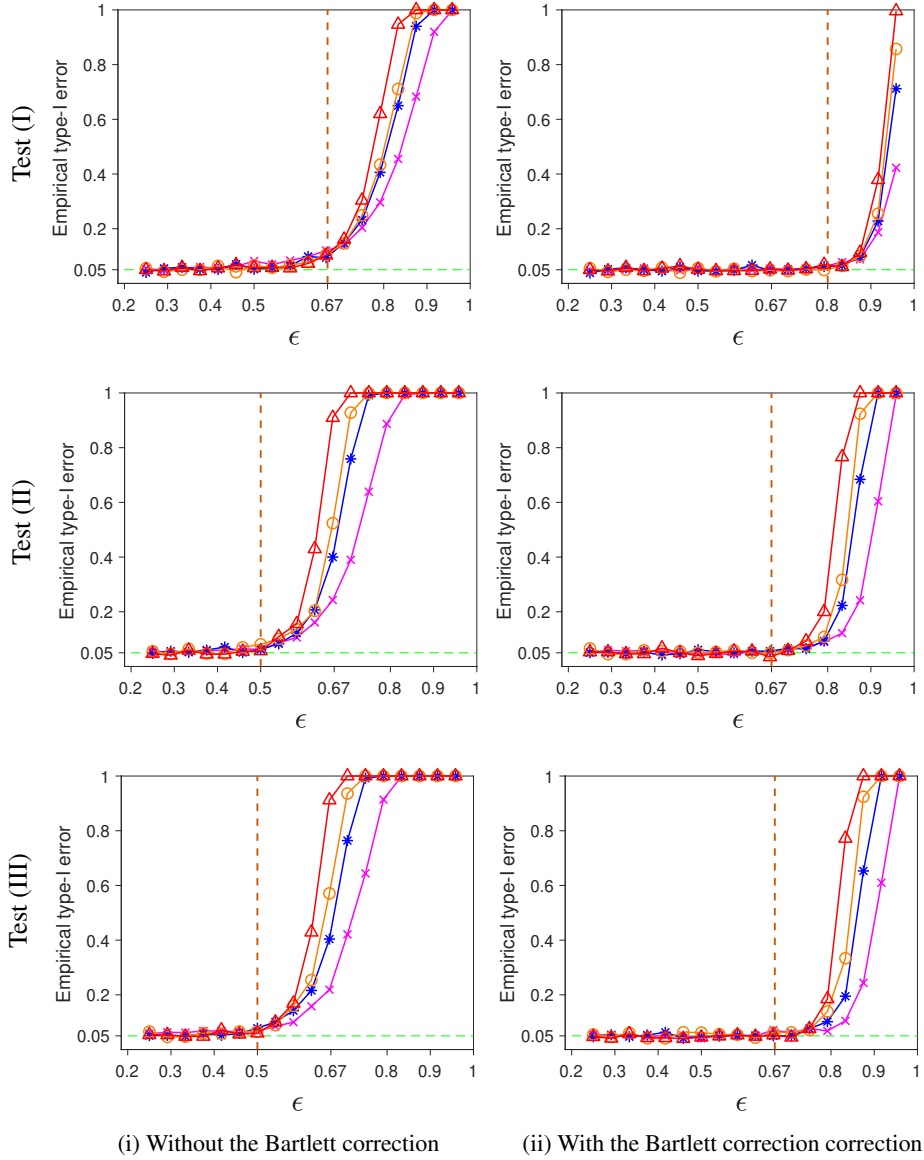 Test (I)
Empirical type-I error
1
0.8
0.6
0.4
0.2
0.05
0.2 0.3 0.4 0.5 0.67 0.8 0.9 1
ϵ
Empirical type-I error
1
0.8
0.6
0.4
0.2
0.05
0.2 0.3 0.4 0.5 0.67 0.8 0.9 1
ϵ
Test (II)
Empirical type-I error
1
0.8
0.6
0.4
0.2
0.05
0.2 0.3 0.4 0.5 0.67 0.8 0.9 1
ϵ
Empirical type-I error
1
0.8
0.6
0.4
0.2
0.05
0.2 0.3 0.4 0.5 0.67 0.8 0.9 1
ϵ
Test (III)
Empirical type-I error
1
0.8
0.6
0.4
0.2
0.05
0.2 0.3 0.4 0.5 0.67 0.8 0.9 1
ϵ
Empirical type-I error
1
0.8
0.6
0.4
0.2
0.05
0.2 0.3 0.4 0.5 0.67 0.8 0.9 1
ϵ
(i) Without the Bartlett correction
(ii) With the Bartlett correction correction